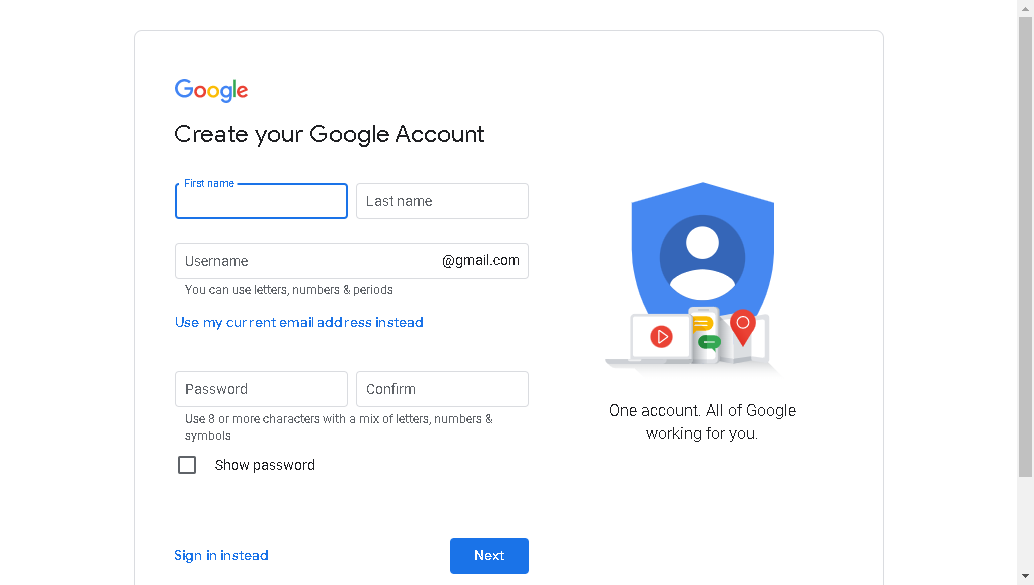 Google
Create your Google Account
First name
Last name
Username
@gmail.com
You can use letters, numbers & periods
Use my current email address instead
Password
Confirm
Use 8 or more characters with a mix of letters, numbers &
symbols
Show password
Sign in instead
Next
One account. All of Google
working for you.